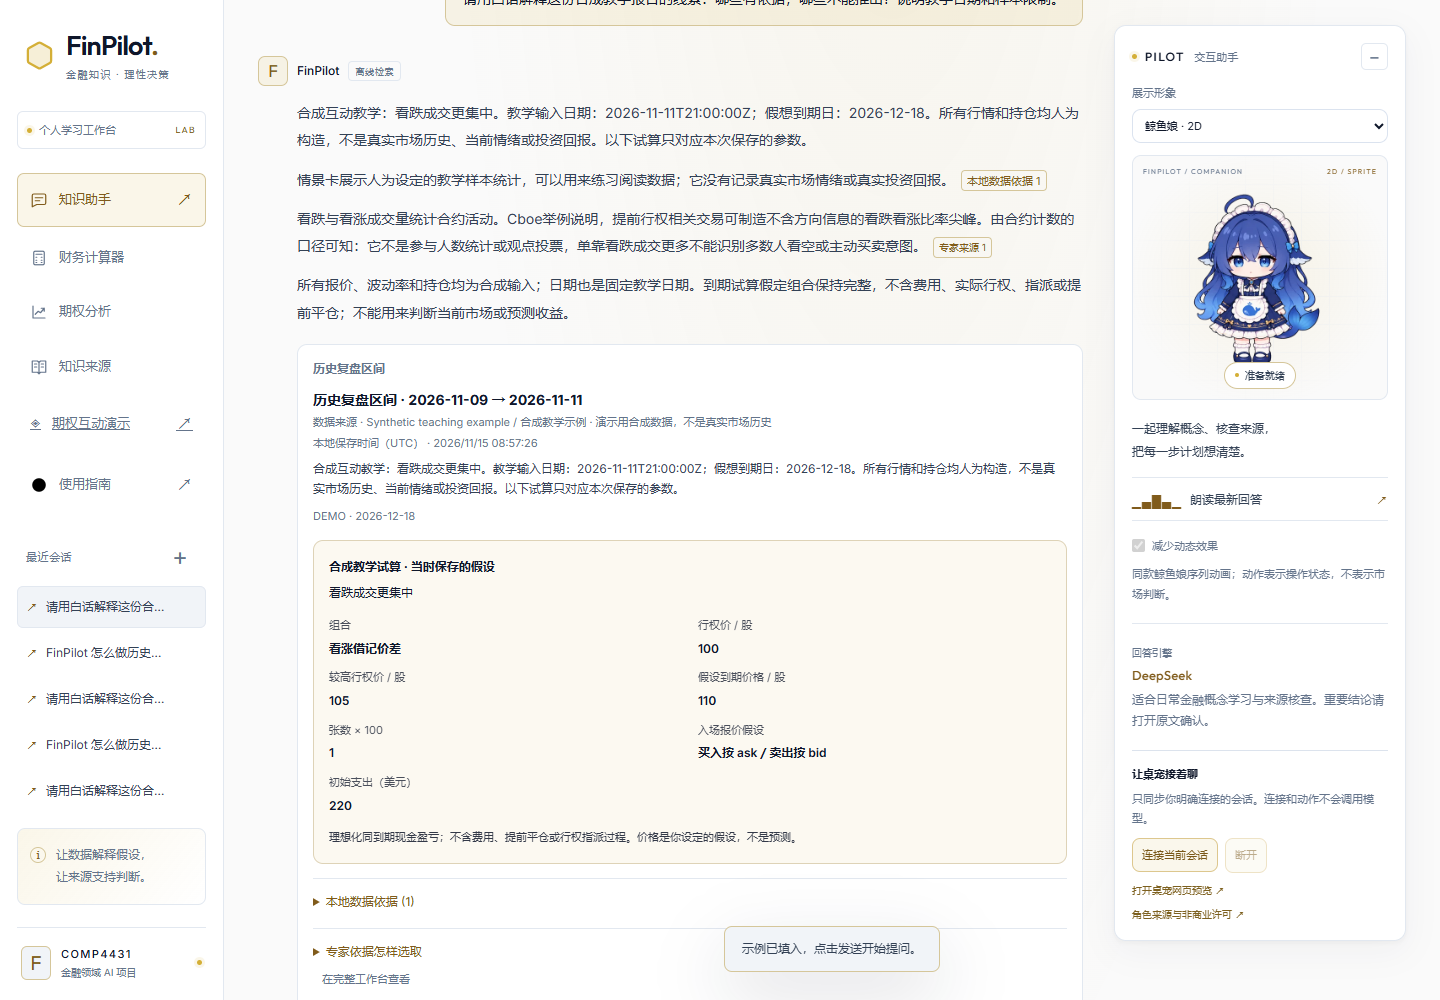 FinPilot.
金融知识 · 理性决策
个人学习工作台
LAB
知识助手
财务计算器
期权分析
知识来源
期权互动演示
使用指南
最近会话
请用白话解释这份合...
FinPilot 怎么做历史...
请用白话解释这份合...
FinPilot 怎么做历史...
请用白话解释这份合...
让数据解释假设，
让来源支持判断。
F
COMP4431
金融领域 AI 项目
请用白话解释这份合成教学报告的线索：哪些有依据，哪些不能推出？说明教学日期和样本限制。
F
FinPilot
离线检索
合成互动教学：看跌成交更集中。教学输入日期：2026-11-11T21:00:00Z；假想到期日：2026-12-18。所有行情和持仓均人为
构造，不是真实市场历史、当前情绪或投资回报。以下试算只对应本次保存的参数。
情景卡展示人为设定的教学样本统计，可以用来练习阅读数据；它没有记录真实市场情绪或真实投资回报。 本地数据依据 1
看跌与看涨成交量统计合约活动。Cboe举例说明，提前行权相关交易可制造不含方向信息的看跌看涨比率尖峰。由合约计数的
口径可知：它不是参与人数统计或观点投票，单靠看跌成交更多不能识别多数人看空或主动买卖意图。 专家来源 1
所有报价、波动率和持仓均为合成输入；日期也是固定教学日期。到期试算假定组合保持完整，不含费用、实际行权、指派或提
前平仓；不能用来判断当前市场或预测收益。
历史复盘区间
历史复盘区间 · 2026-11-09 → 2026-11-11
数据来源 · Synthetic teaching example / 合成教学示例 · 演示用合成数据，不是真实市场历史
本地保存时间（UTC） · 2026/11/15 08:57:26
合成互动教学：看跌成交更集中。教学输入日期：2026-11-11T21:00:00Z；假想到期日：2026-12-18。所有行情和持仓均人为构造，不是真
实市场历史、当前情绪或投资回报。以下试算只对应本次保存的参数。
DEMO · 2026-12-18
合成教学试算 · 当时保存的假设
看跌成交更集中
组合
行权价 / 股
看涨借记价差
100
较高行权价 / 股
假设到期价格 / 股
105
110
张数 × 100
入场报价假设
1
买入按 ask / 卖出按 bid
初始支出（美元）
220
理想化同到期现金盈亏；不含费用、提前平仓或行权指派过程。价格是你设定的假设，不是预测。
本地数据依据 (1)
专家依据怎样选取
在完整工作台查看
示例已填入，点击发送开始提问。
PILOT
交互助手
展示形象
鲸鱼娘 · 2D
FINPILOT / COMPANION
2D / SPRITE
准备就绪
一起理解概念、核查来源，
把每一步计划想清楚。
朗读最新回答
减少动态效果
同款鲸鱼娘序列动画；动作表示操作状态，不表示市
场判断。
回答引擎
DeepSeek
适合日常金融概念学习与来源核查。重要结论请
打开原文确认。
让桌宠接着聊
只同步你明确连接的会话。连接和动作不会调用模
型。
连接当前会话
断开
打开桌宠网页预览 ↗
角色来源与非商业许可 ↗